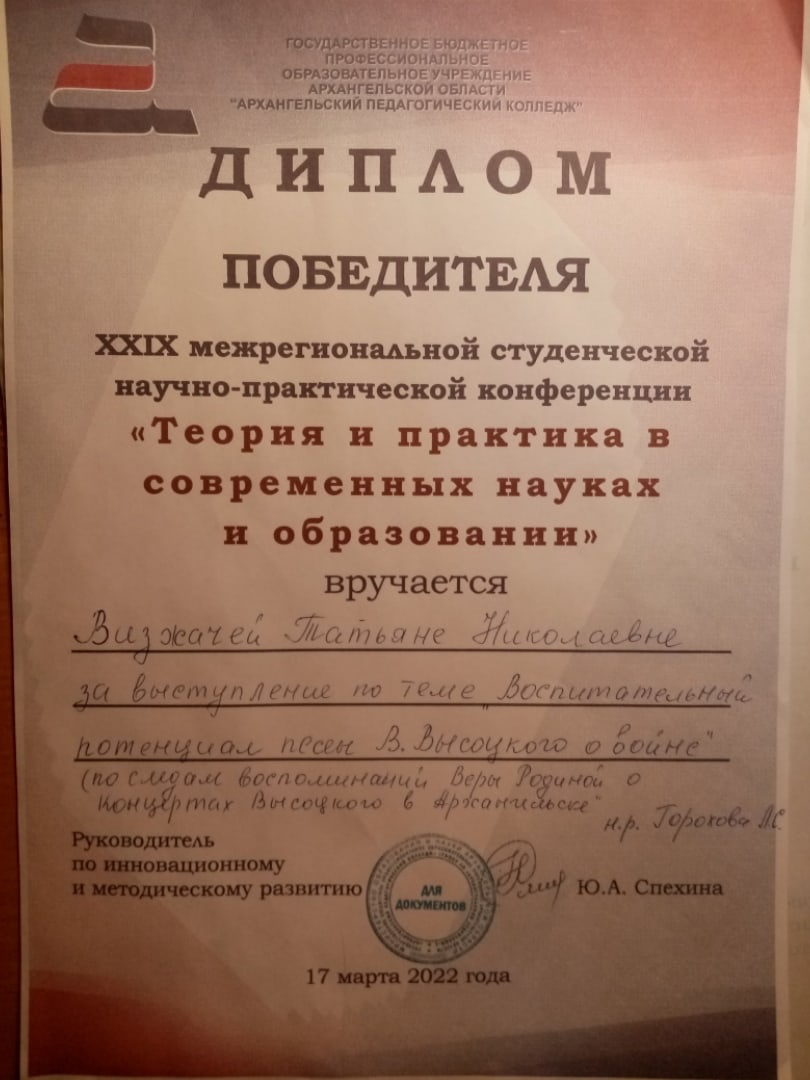 ГОСУДАРСТВЕННОЕ БЮДЖЕТНОЕ
ПРОФЕССИОНАЛЬНОЕ
ОБРАЗОВАТЕЛЬНОЕ УЧРЕЖДЕНИЕ
АРХАНГЕЛЬСКОЙ ОБЛАСТИ
"АРХАНГЕЛЬСКИЙ ПЕДАГОГИЧЕСКИЙ КОЛЛЕДЖ"
ДИПЛОМ
ПОБЕДИТЕЛЯ
XXIX межрегиональной студенческой
научно-практической конференции
«Теория и практика в
современных науках
и образовании»
вручается
Визжачей Татьяне Николаевне
за выступление по теме "Воспитательный
потенциал песен В. Высоцкого о войне"
(по следам воспоминаний Веры Родиной о
концертах Высоцкого в Архангельске"
н.р. Горохова Л.С.
Руководитель
по инновационному
и методическому развитию
Ю.А. Спехина
ДЛЯ
ДОКУМЕНТОВ
17 марта 2022 года